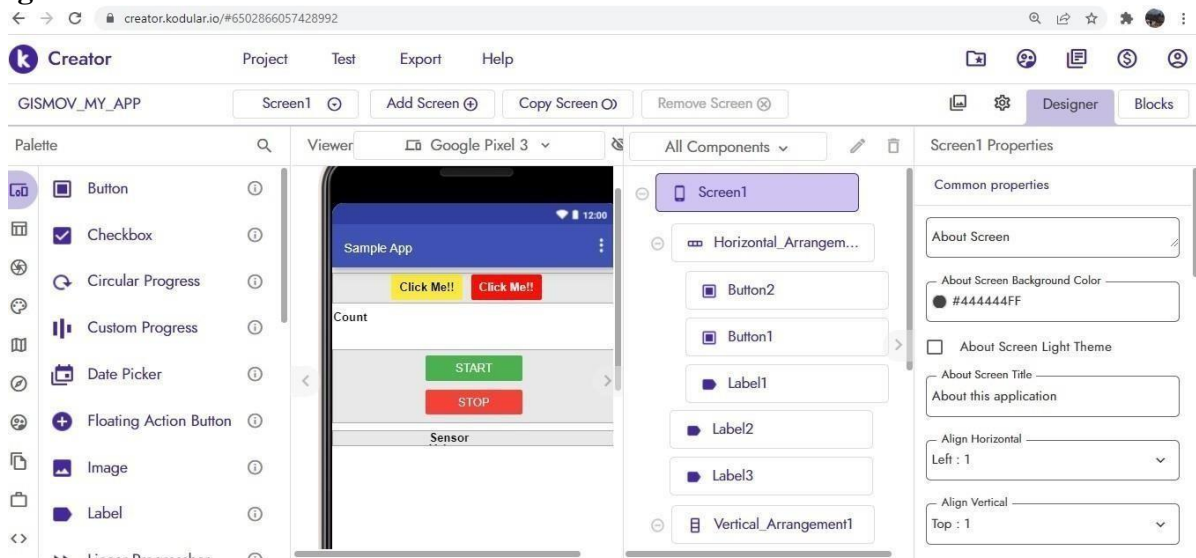 creator.kodular.io/#6502866057428992
Creator Project Test Export Help
GISMOV_MY_APP Screen1 Add Screen Copy Screen Remove Screen Designer Blocks
Palette
Button
Checkbox
Circular Progress
Custom Progress
Date Picker
Floating Action Button
Image
Label
Viewer Google Pixel 3
12:00
Sample App
Click Me!! Click Me!!
Count
START
STOP
Sensor
All Components
Screen1
Horizontal_Arrangem...
Button2
Button1
Label1
Label2
Label3
Vertical_Arrangement1
Screen1 Properties
Common properties
About Screen
About Screen Background Color
#444444FF
About Screen Light Theme
About Screen Title
About this application
Align Horizontal
Left : 1
Align Vertical
Top : 1